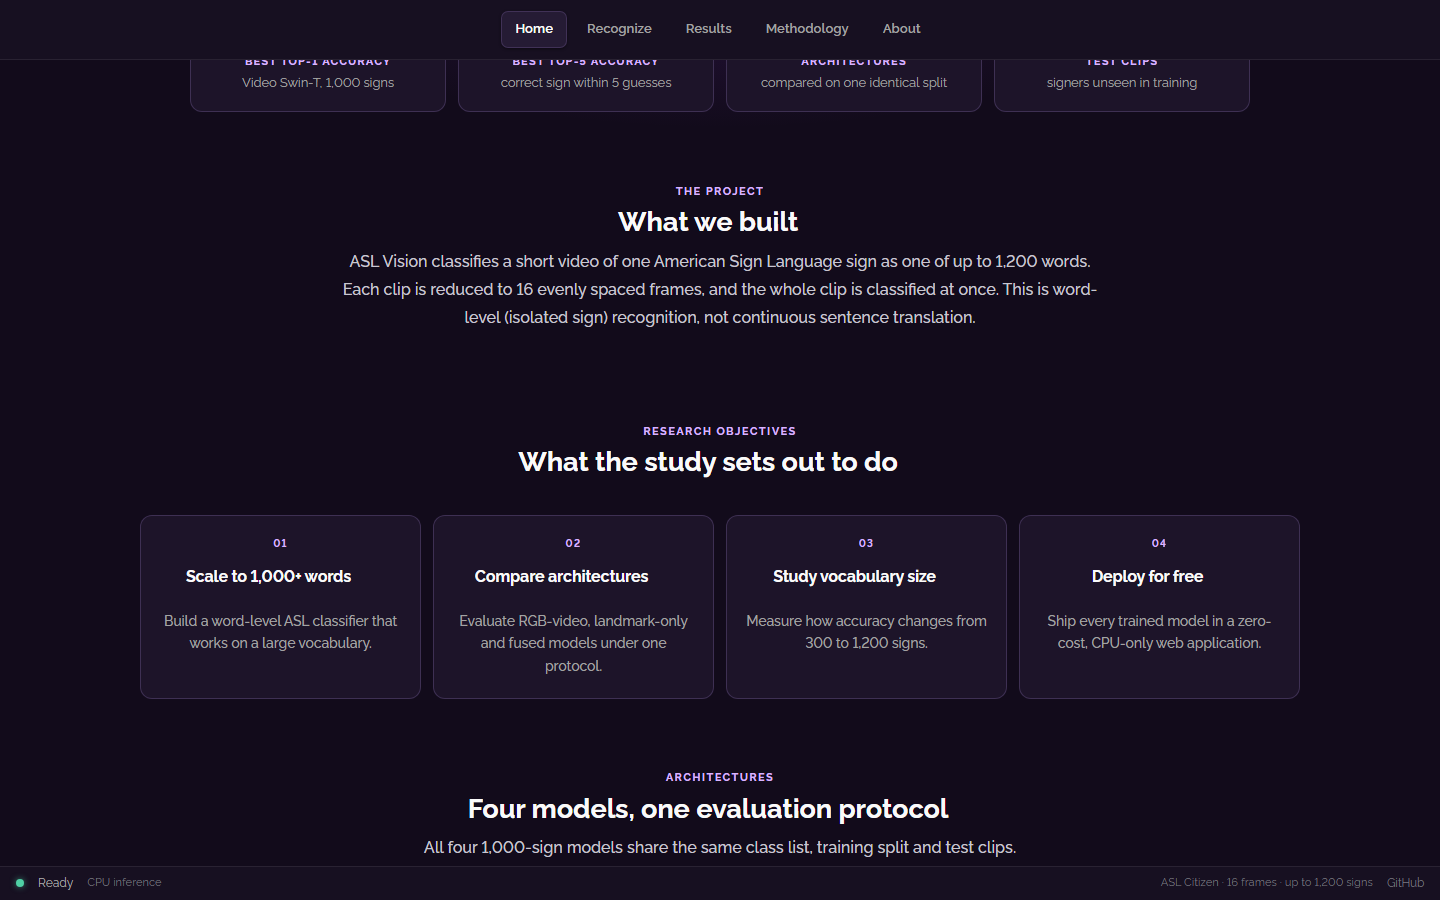 Home Recognize Results Methodology About
BEST TOP-1 ACCURACY BEST TOP-5 ACCURACY ARCHITECTURES TEST CLIPS
Video Swin-T, 1,000 signs correct sign within 5 guesses compared on one identical split signers unseen in training
THE PROJECT
What we built
ASL Vision classifies a short video of one American Sign Language sign as one of up to 1,200 words.
Each clip is reduced to 16 evenly spaced frames, and the whole clip is classified at once. This is word-
level (isolated sign) recognition, not continuous sentence translation.
RESEARCH OBJECTIVES
What the study sets out to do
01
Scale to 1,000+ words
Build a word-level ASL classifier that
works on a large vocabulary.
02
Compare architectures
Evaluate RGB-video, landmark-only
and fused models under one
protocol.
03
Study vocabulary size
Measure how accuracy changes from
300 to 1,200 signs.
04
Deploy for free
Ship every trained model in a zero-
cost, CPU-only web application.
ARCHITECTURES
Four models, one evaluation protocol
All four 1,000-sign models share the same class list, training split and test clips.
Ready CPU inference ASL Citizen · 16 frames · up to 1,200 signs GitHub